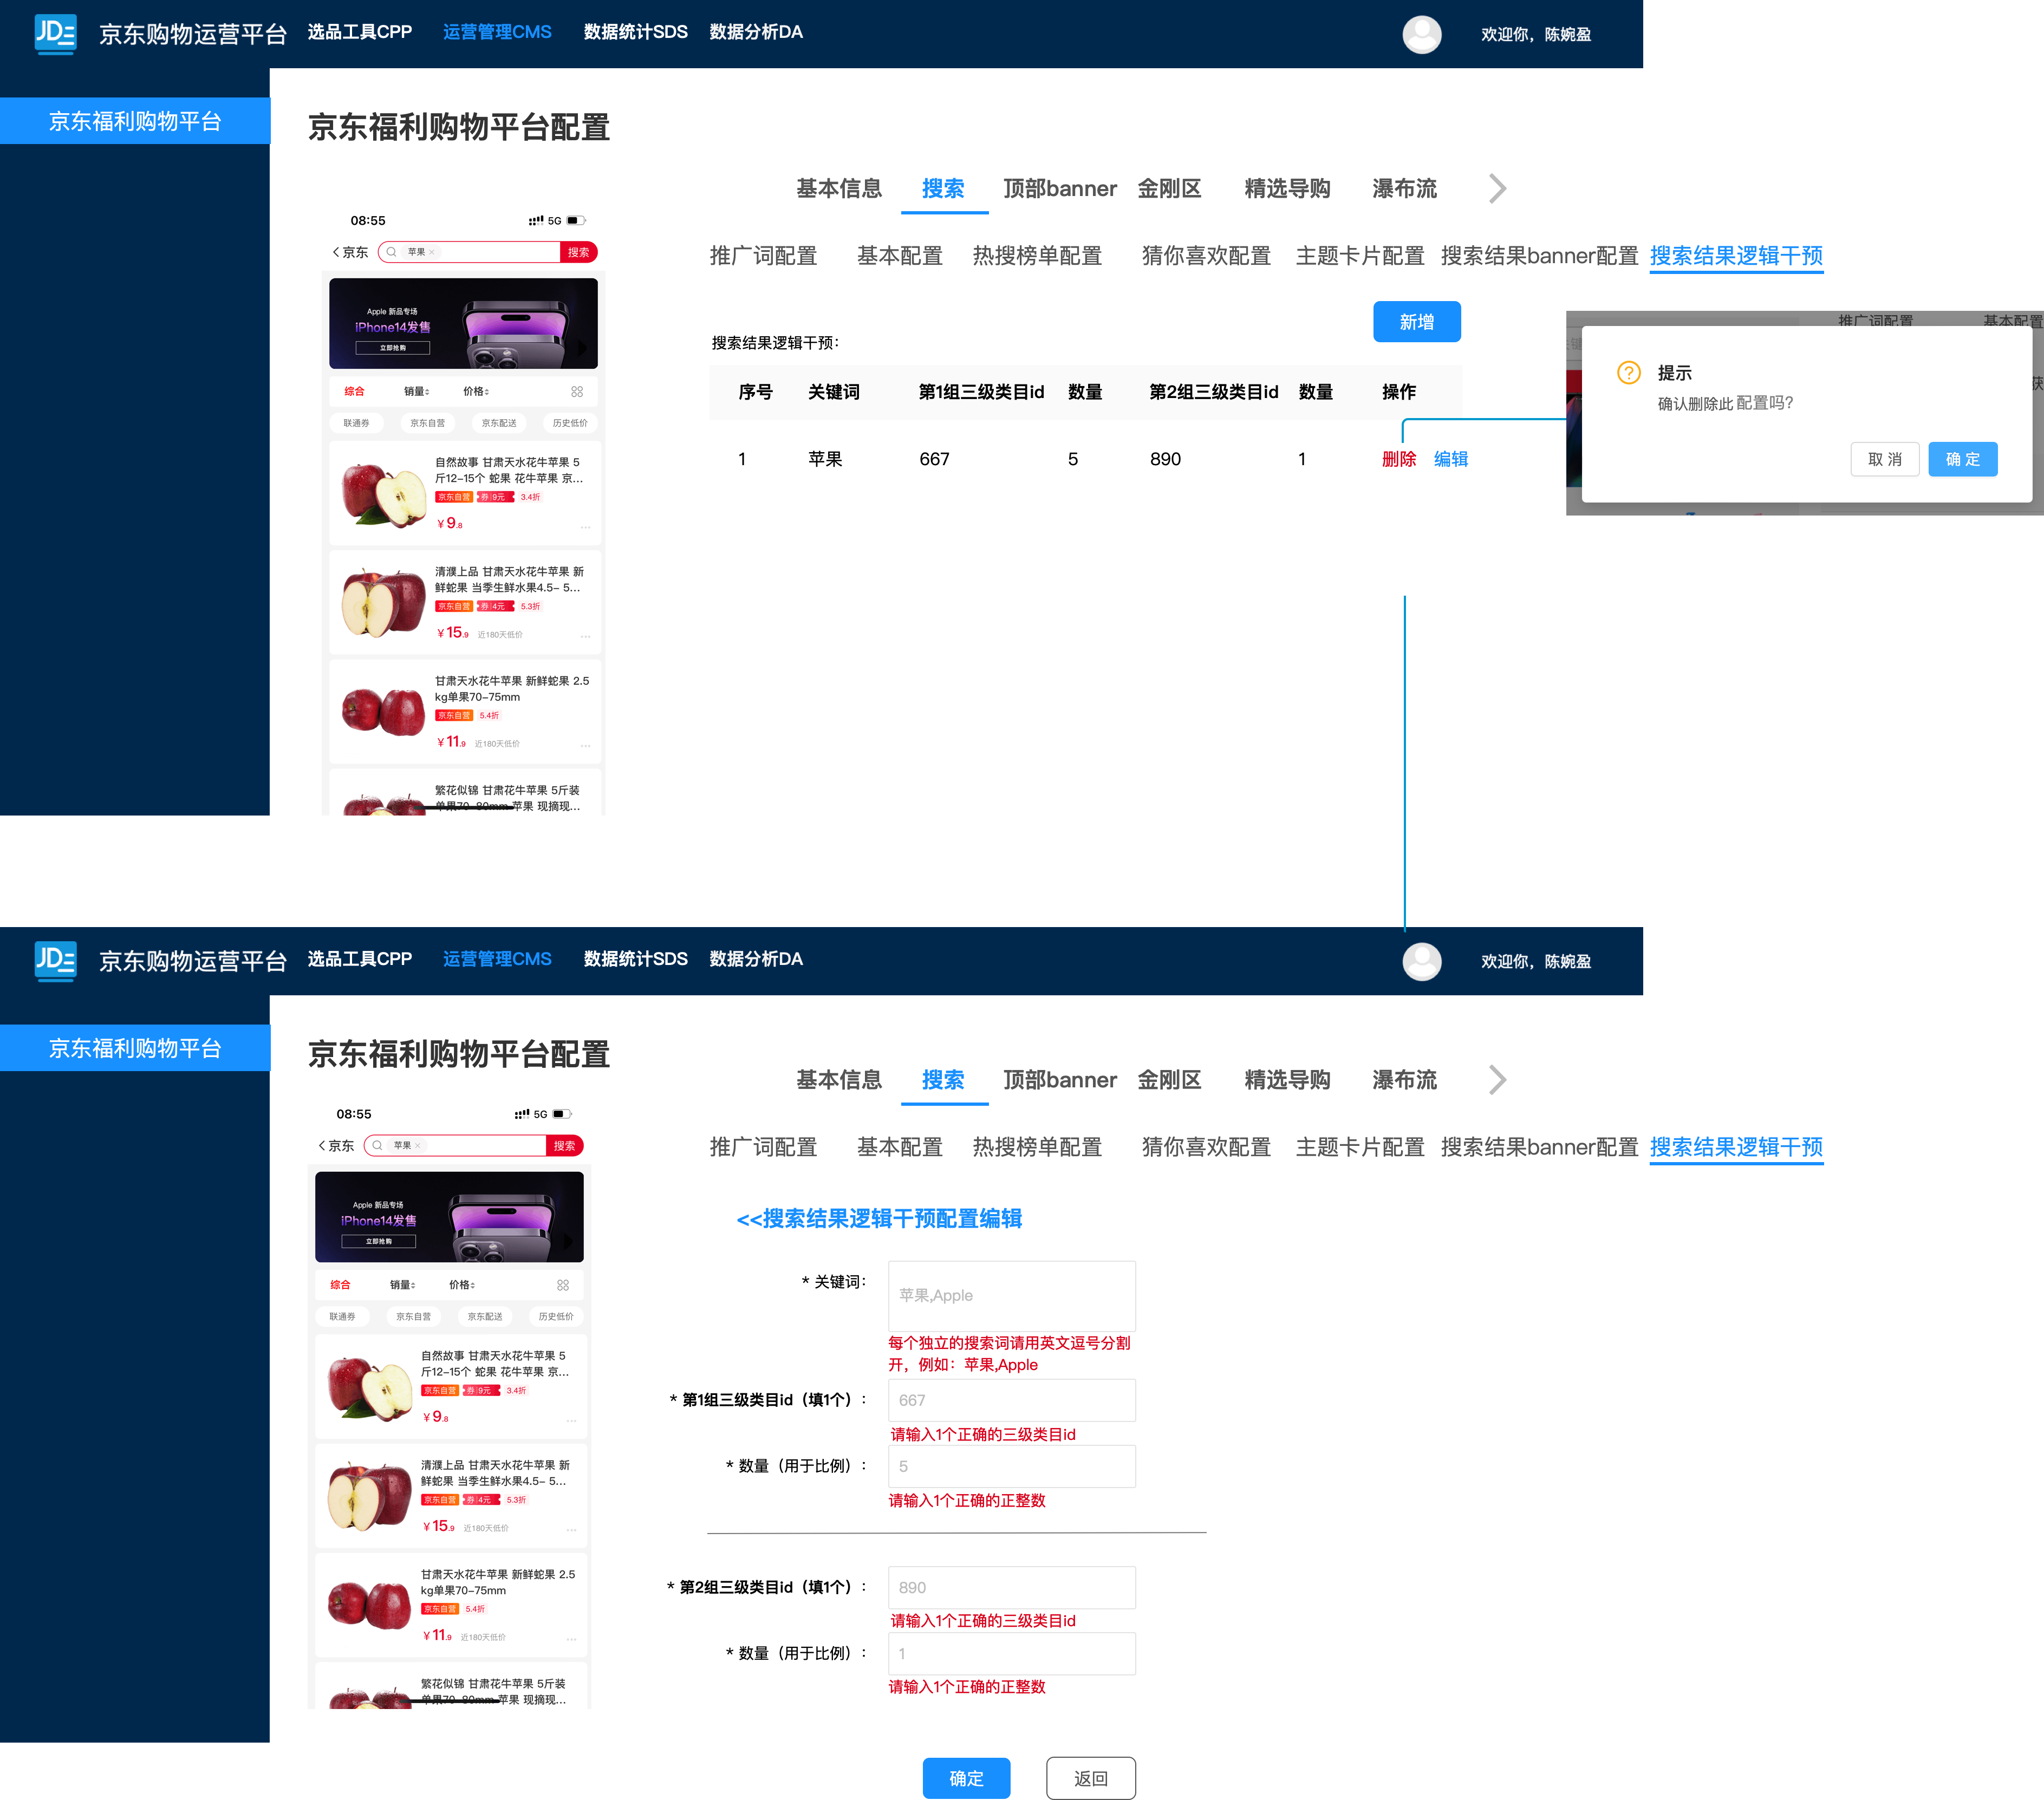 JDE 京东购物运营平台 选品工具CPP 运营管理CMS 数据统计SDS 数据分析DA 欢迎你，陈婉盈
京东福利购物平台
京东福利购物平台配置
基本信息 搜索 顶部banner 金刚区 精选导购 瀑布流
推广词配置 基本配置 热搜榜单配置 猜你喜欢配置 主题卡片配置 搜索结果banner配置 搜索结果逻辑干预
08:55 5G
京东 苹果 搜索
Apple 新品专场
iPhone14发售
立即抢购
综合 销量 价格
联通券 京东自营 京东配送 历史低价
自然故事 甘肃天水花牛苹果 5
斤12-15个 蛇果 花牛苹果 京...
京东自营 券 9元 3.4折
¥9.8
清濮上品 甘肃天水花牛苹果 新
鲜蛇果 当季生鲜水果4.5- 5...
京东自营 券 4元 5.3折
¥15.9 近180天低价
甘肃天水花牛苹果 新鲜蛇果 2.5
kg单果70-75mm
京东自营 5.4折
¥11.9 近180天低价
繁花似锦 甘肃花牛苹果 5斤装
单果70-80mm 苹果 现摘现...
新增
搜索结果逻辑干预：
序号 关键词 第1组三级类目id 数量 第2组三级类目id 数量 操作
1 苹果 667 5 890 1 删除 编辑
推广词配置 基本配置
提示
确认删除此 配置吗?
取 消 确 定
JDE 京东购物运营平台 选品工具CPP 运营管理CMS 数据统计SDS 数据分析DA 欢迎你，陈婉盈
京东福利购物平台
京东福利购物平台配置
基本信息 搜索 顶部banner 金刚区 精选导购 瀑布流
推广词配置 基本配置 热搜榜单配置 猜你喜欢配置 主题卡片配置 搜索结果banner配置 搜索结果逻辑干预
08:55 5G
京东 苹果 搜索
Apple 新品专场
iPhone14发售
立即抢购
综合 销量 价格
联通券 京东自营 京东配送 历史低价
自然故事 甘肃天水花牛苹果 5
斤12-15个 蛇果 花牛苹果 京...
京东自营 券 9元 3.4折
¥9.8
清濮上品 甘肃天水花牛苹果 新
鲜蛇果 当季生鲜水果4.5- 5...
京东自营 券 4元 5.3折
¥15.9 近180天低价
甘肃天水花牛苹果 新鲜蛇果 2.5
kg单果70-75mm
京东自营 5.4折
¥11.9 近180天低价
繁花似锦 甘肃花牛苹果 5斤装
单果70-80mm 苹果 现摘现...
<<搜索结果逻辑干预配置编辑
* 关键词： 苹果,Apple
每个独立的搜索词请用英文逗号分割
开，例如：苹果,Apple
* 第1组三级类目id（填1个）： 667
请输入1个正确的三级类目id
* 数量（用于比例）： 5
请输入1个正确的正整数
* 第2组三级类目id（填1个）： 890
请输入1个正确的三级类目id
* 数量（用于比例）： 1
请输入1个正确的正整数
确定 返回